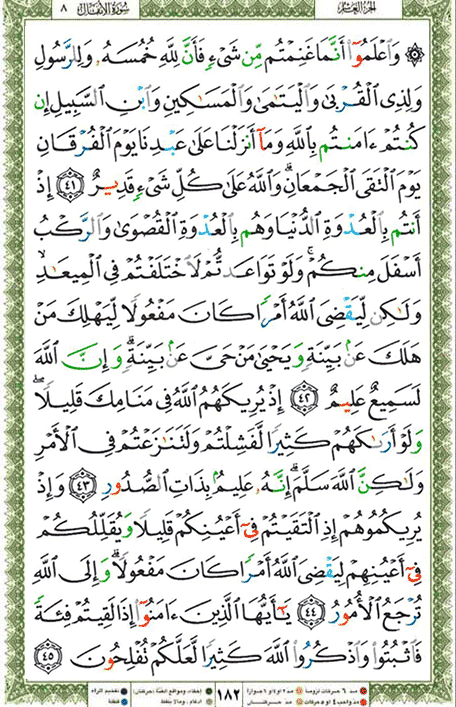 الجزء العاشر سورة الأنفال ٨
۞ وَٱعْلَمُوٓا۟ أَنَّمَا غَنِمْتُم مِّن شَىْءٍ فَأَنَّ لِلَّهِ خُمُسَهُۥ وَلِلرَّسُولِ
وَلِذِى ٱلْقُرْبَىٰ وَٱلْيَتَـٰمَىٰ وَٱلْمَسَـٰكِينِ وَٱبْنِ ٱلسَّبِيلِ إِن
كُنتُمْ ءَامَنتُم بِٱللَّهِ وَمَآ أَنزَلْنَا عَلَىٰ عَبْدِنَا يَوْمَ ٱلْفُرْقَانِ
يَوْمَ ٱلْتَقَى ٱلْجَمْعَانِ ۗ وَٱللَّهُ عَلَىٰ كُلِّ شَىْءٍ قَدِيرٌ ٤١ إِذْ
أَنتُم بِٱلْعُدْوَةِ ٱلدُّنْيَا وَهُم بِٱلْعُدْوَةِ ٱلْقُصْوَىٰ وَٱلرَّكْبُ
أَسْفَلَ مِنكُمْ ۚ وَلَوْ تَوَاعَدتُّمْ لَٱخْتَلَفْتُمْ فِى ٱلْمِيعَـٰدِ ۙ
وَلَـٰكِن لِّيَقْضِىَ ٱللَّهُ أَمْرًا كَانَ مَفْعُولًا لِّيَهْلِكَ مَنْ
هَلَكَ عَنۢ بَيِّنَةٍ وَيَحْيَىٰ مَنْ حَىَّ عَنۢ بَيِّنَةٍ ۗ وَإِنَّ ٱللَّهَ
لَسَمِيعٌ عَلِيمٌ ٤٢ إِذْ يُرِيكَهُمُ ٱللَّهُ فِى مَنَامِكَ قَلِيلًا ۖ
وَلَوْ أَرَىٰكَهُمْ كَثِيرًا لَّفَشِلْتُمْ وَلَتَنَـٰزَعْتُمْ فِى ٱلْأَمْرِ
وَلَـٰكِنَّ ٱللَّهَ سَلَّمَ ۗ إِنَّهُۥ عَلِيمٌۢ بِذَاتِ ٱلصُّدُورِ ٤٣ وَإِذْ
يُرِيكُمُوهُمْ إِذِ ٱلْتَقَيْتُمْ فِىٓ أَعْيُنِكُمْ قَلِيلًا وَيُقَلِّلُكُمْ
فِىٓ أَعْيُنِهِمْ لِيَقْضِىَ ٱللَّهُ أَمْرًا كَانَ مَفْعُولًا ۗ وَإِلَى ٱللَّهِ
تُرْجَعُ ٱلْأُمُورُ ٤٤ يَـٰٓأَيُّهَا ٱلَّذِينَ ءَامَنُوٓا۟ إِذَا لَقِيتُمْ فِئَةً
فَٱثْبُتُوا۟ وَٱذْكُرُوا۟ ٱللَّهَ كَثِيرًا لَّعَلَّكُمْ تُفْلِحُونَ ٤٥
١٨٢